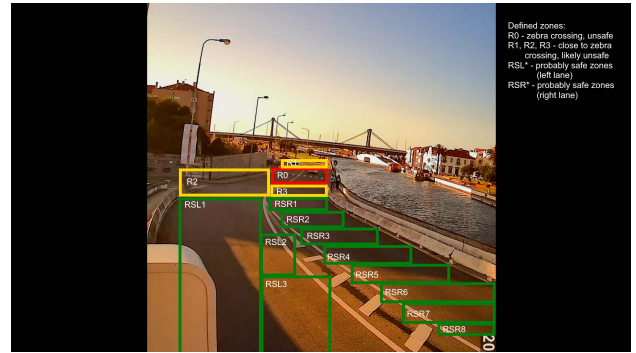 Defined zones:
R0 - zebra crossing, unsafe
R1, R2, R3 - close to zebra
crossing, likely unsafe
RSL* - probably safe zones
(left lane)
RSR* - probably safe zones
(right lane)
R1
R0
R2
R3
RSL1
RSR1
RSR2
RSR3
RSL2
RSR4
RSR5
RSL3
RSR6
RSR7
RSR8
20